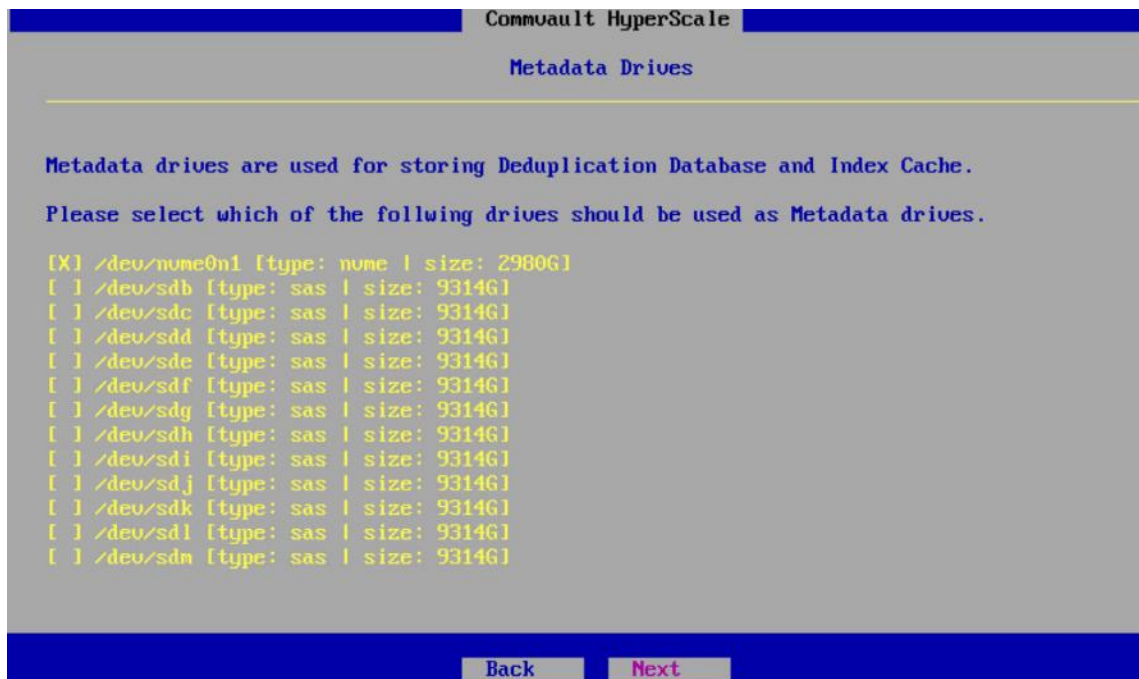 Commvault HyperScale
Metadata Drives
Metadata drives are used for storing Deduplication Database and Index Cache.
Please select which of the follwing drives should be used as Metadata drives.
[X] /dev/nvme0n1 [type: nvme | size: 2980G]
[ ] /dev/sdb [type: sas | size: 9314G]
[ ] /dev/sdc [type: sas | size: 9314G]
[ ] /dev/sdd [type: sas | size: 9314G]
[ ] /dev/sde [type: sas | size: 9314G]
[ ] /dev/sdf [type: sas | size: 9314G]
[ ] /dev/sdg [type: sas | size: 9314G]
[ ] /dev/sdh [type: sas | size: 9314G]
[ ] /dev/sdi [type: sas | size: 9314G]
[ ] /dev/sdj [type: sas | size: 9314G]
[ ] /dev/sdk [type: sas | size: 9314G]
[ ] /dev/sdl [type: sas | size: 9314G]
[ ] /dev/sdm [type: sas | size: 9314G]
Back Next